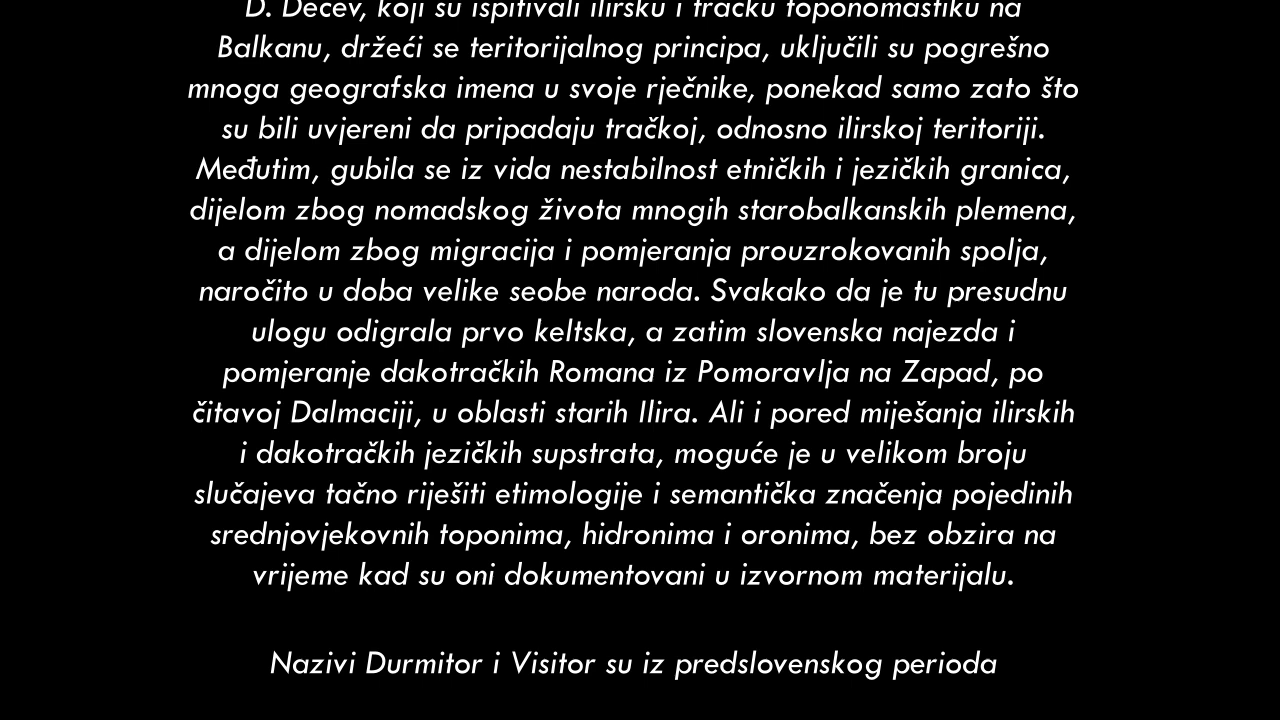 D. Dečev, koji su ispitivali ilirsku i tračku toponomastiku na
Balkanu, držeći se teritorijalnog principa, uključili su pogrešno
mnoga geografska imena u svoje rječnike, ponekad samo zato što
su bili uvjereni da pripadaju tračkoj, odnosno ilirskoj teritoriji.
Međutim, gubila se iz vida nestabilnost etničkih i jezičkih granica,
dijelom zbog nomadskog života mnogih starobalkanskih plemena,
a dijelom zbog migracija i pomjeranja prouzrokovanih spolja,
naročito u doba velike seobe naroda. Svakako da je tu presudnu
ulogu odigrala prvo keltska, a zatim slovenska najezda i
pomjeranje dakotračkih Romana iz Pomoravlja na Zapad, po
čitavoj Dalmaciji, u oblasti starih Ilira. Ali i pored miješanja ilirskih
i dakotračkih jezičkih supstrata, moguće je u velikom broju
slučajeva tačno riješiti etimologije i semantička značenja pojedinih
srednjovjekovnih toponima, hidronima i oronima, bez obzira na
vrijeme kad su oni dokumentovani u izvornom materijalu.
Nazivi Durmitor i Visitor su iz predslovenskog perioda